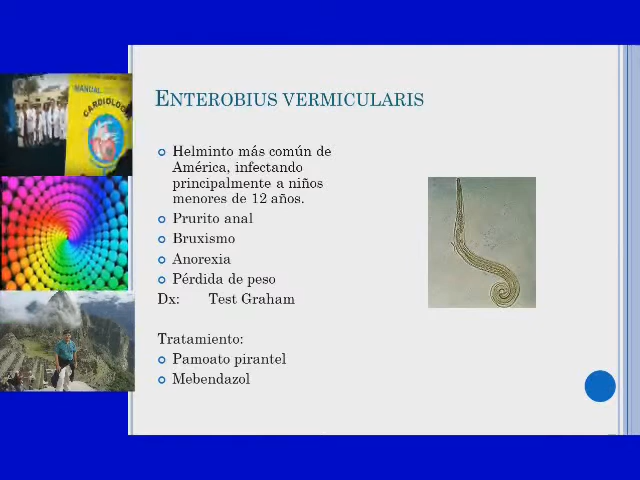 MANUAL
CARDIOLOG
ENTEROBIUS VERMICULARIS
Helminto más común de
América, infectando
principalmente a niños
menores de 12 años.
Prurito anal
Bruxismo
Anorexia
Pérdida de peso
Dx: Test Graham
Tratamiento:
Pamoato pirantel
Mebendazol